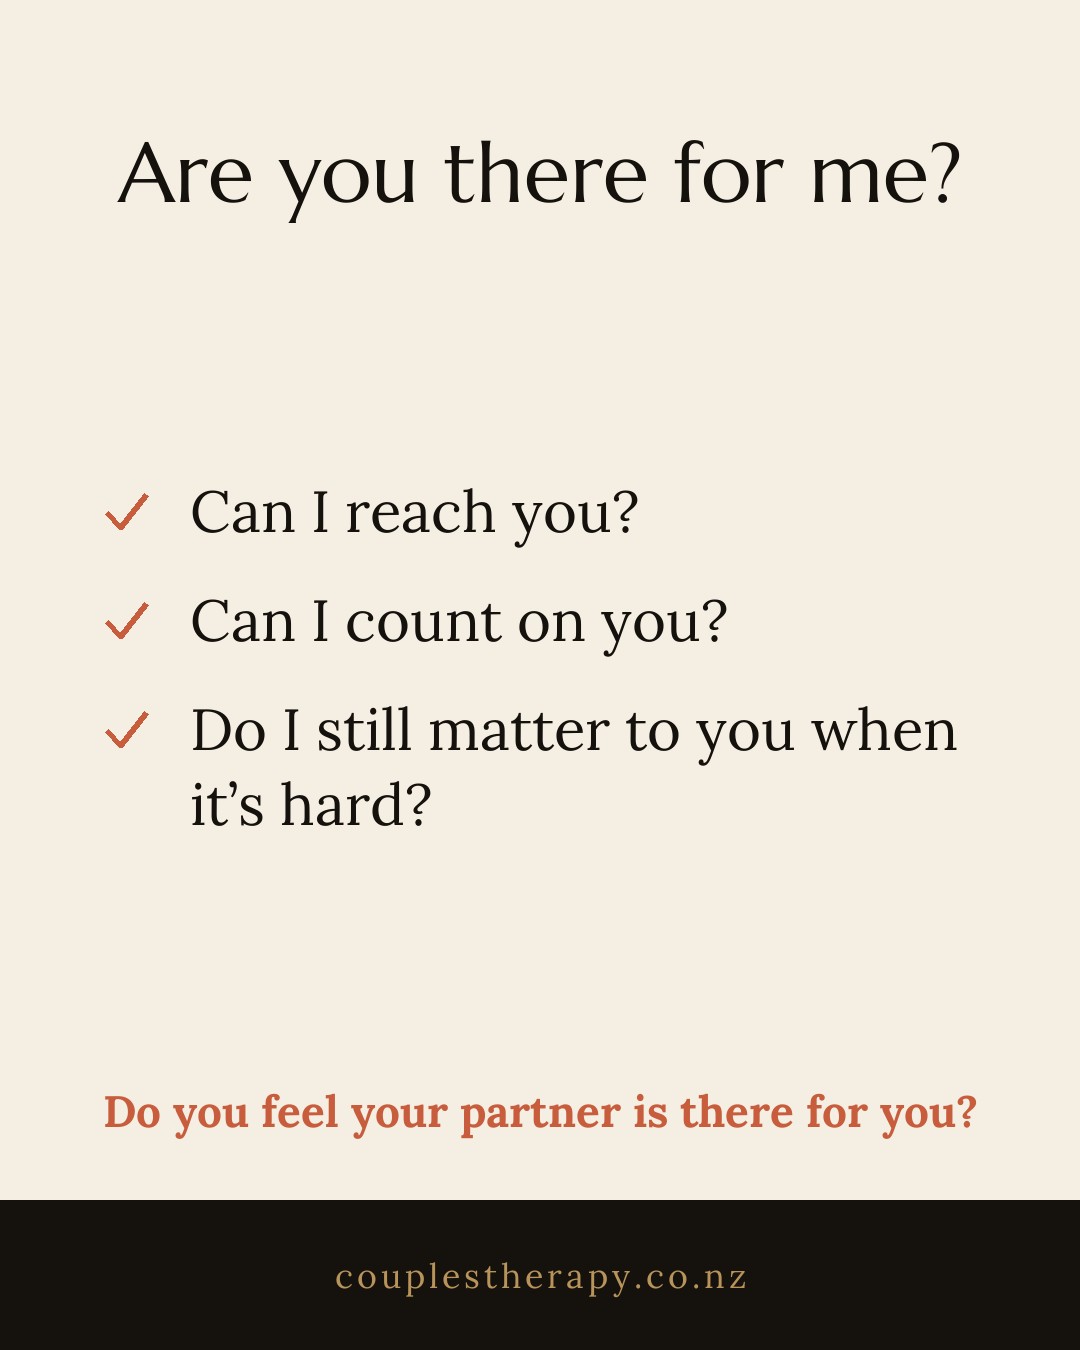 Are you there for me?
Can I reach you?
Can I count on you?
Do I still matter to you when
it’s hard?
Do you feel your partner is there for you?
couplestherapy.co.nz